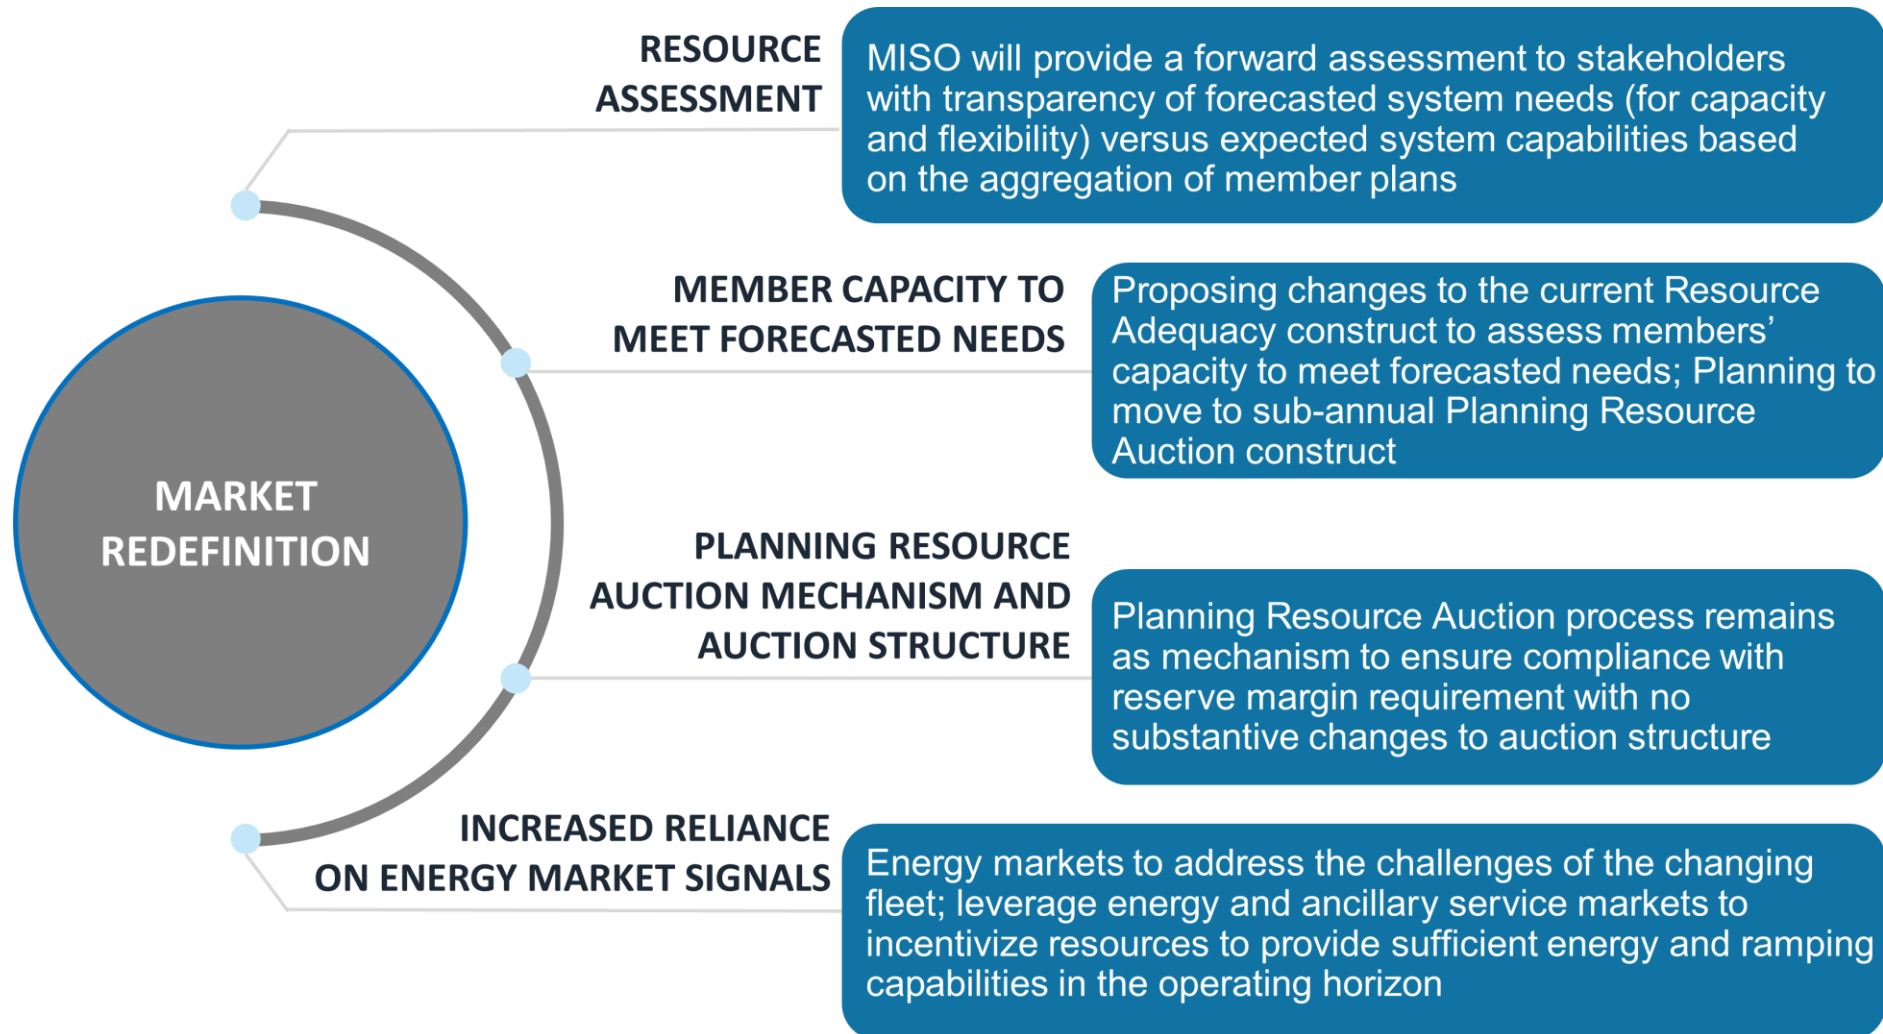 MARKET
REDEFINITION
RESOURCE
ASSESSMENT
MISO will provide a forward assessment to stakeholders
with transparency of forecasted system needs (for capacity
and flexibility) versus expected system capabilities based
on the aggregation of member plans
MEMBER CAPACITY TO
MEET FORECASTED NEEDS
Proposing changes to the current Resource
Adequacy construct to assess members’
capacity to meet forecasted needs; Planning to
move to sub-annual Planning Resource
Auction construct
PLANNING RESOURCE
AUCTION MECHANISM AND
AUCTION STRUCTURE
Planning Resource Auction process remains
as mechanism to ensure compliance with
reserve margin requirement with no
substantive changes to auction structure
INCREASED RELIANCE
ON ENERGY MARKET SIGNALS
Energy markets to address the challenges of the changing
fleet; leverage energy and ancillary service markets to
incentivize resources to provide sufficient energy and ramping
capabilities in the operating horizon